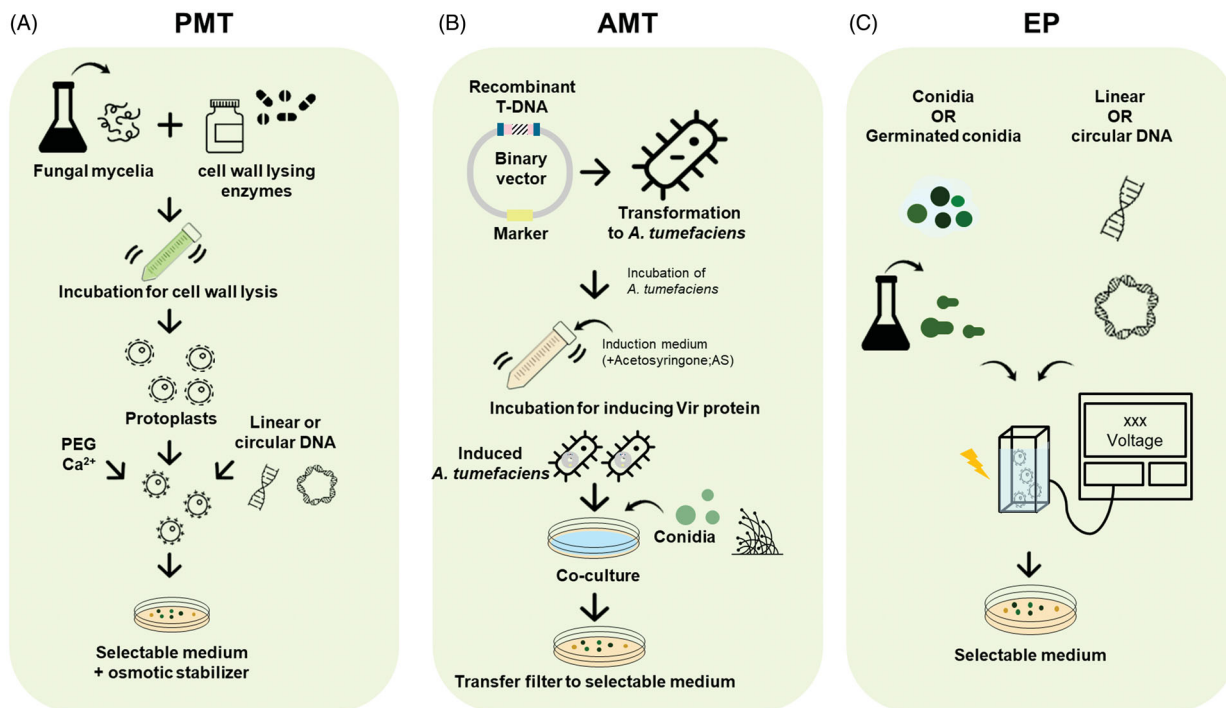 (A)
PMT
Fungal mycelia
+
cell wall lysing
enzymes
Incubation for cell wall lysis
Protoplasts
PEG
Ca²⁺
Linear or
circular DNA
Selectable medium
+ osmotic stabilizer
(B)
AMT
Recombinant
T-DNA
Binary
vector
Marker
Transformation
to A. tumefaciens
Incubation of
A. tumefaciens
Induction medium
(+Acetosyringone;AS)
Incubation for inducing Vir protein
Induced
A. tumefaciens
Conidia
Co-culture
Transfer filter to selectable medium
(C)
EP
Conidia
OR
Germinated conidia
Linear
OR
circular DNA
xxx
Voltage
Selectable medium